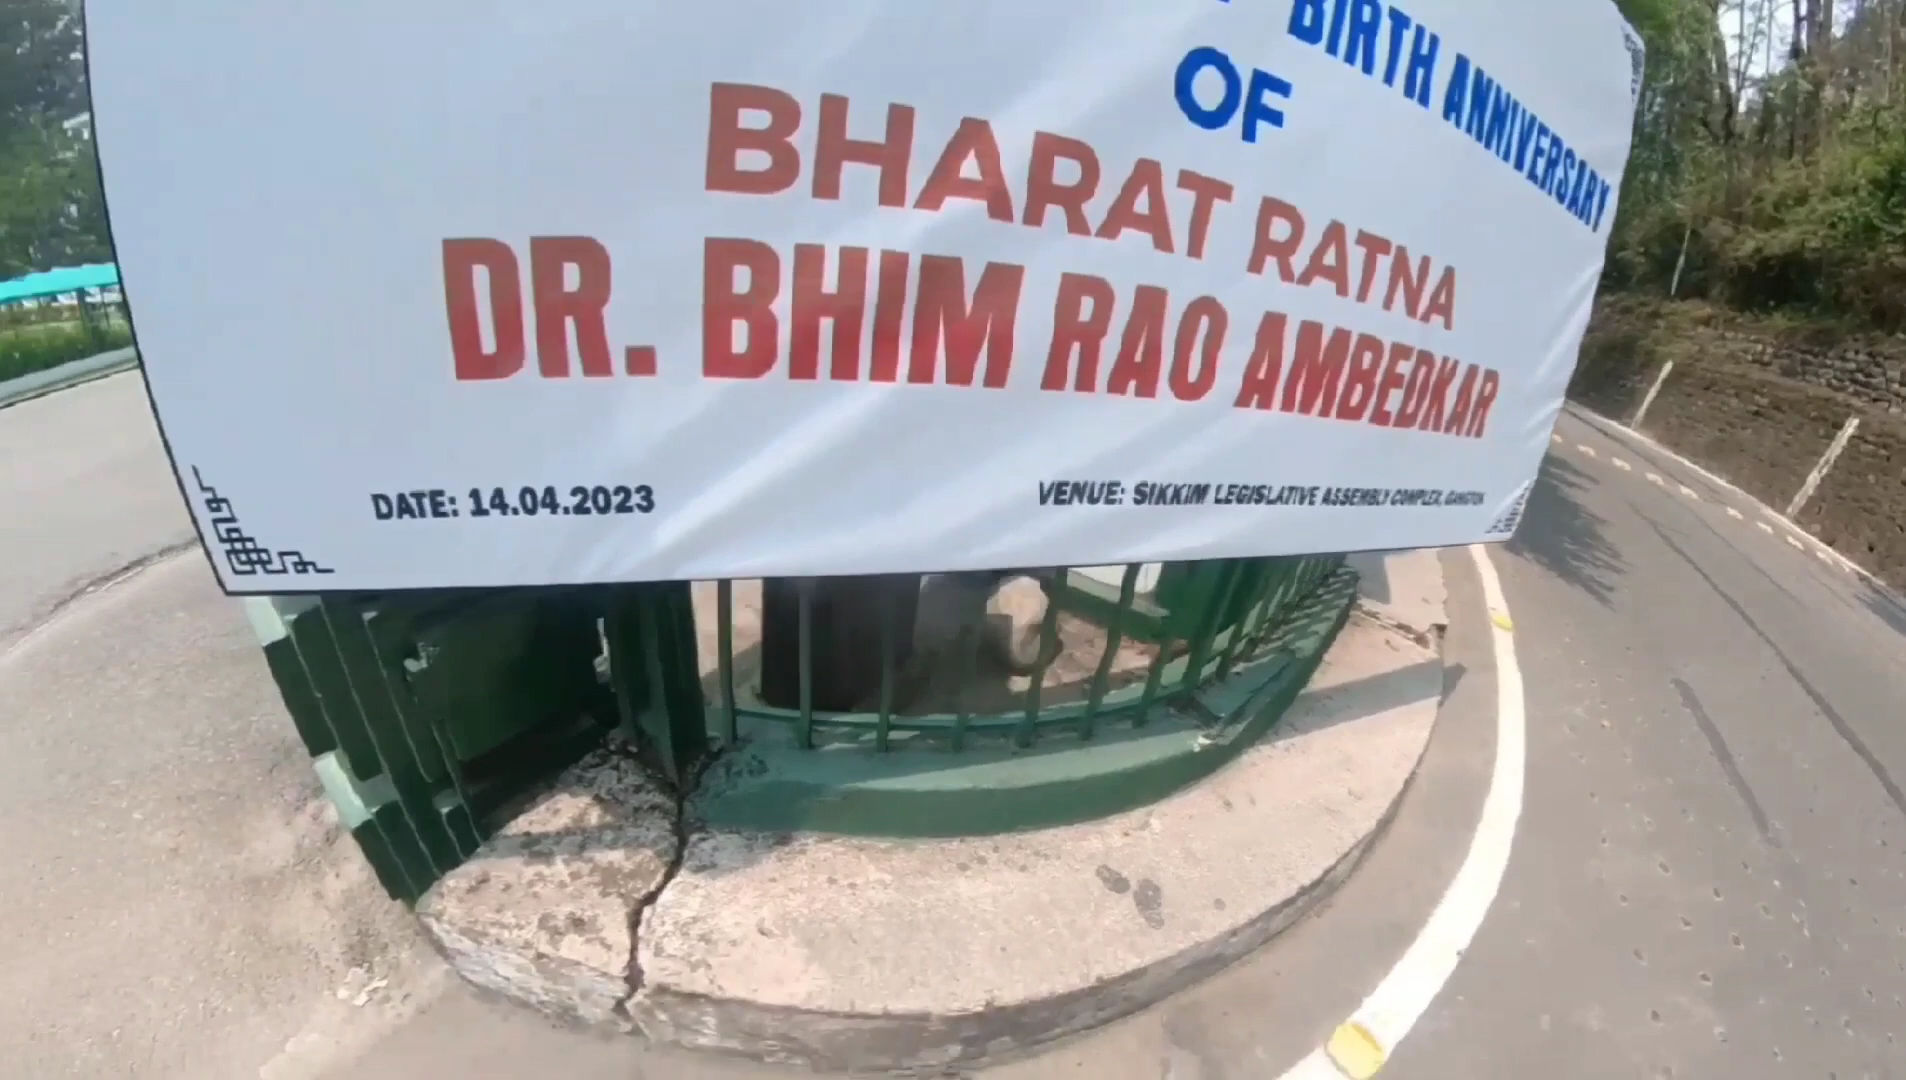 BIRTH ANNIVERSARY
OF
BHARAT RATNA
DR. BHIM RAO AMBEDKAR
DATE: 14.04.2023
VENUE: SIKKIM LEGISLATIVE ASSEMBLY COMPLEX, GANGTOK